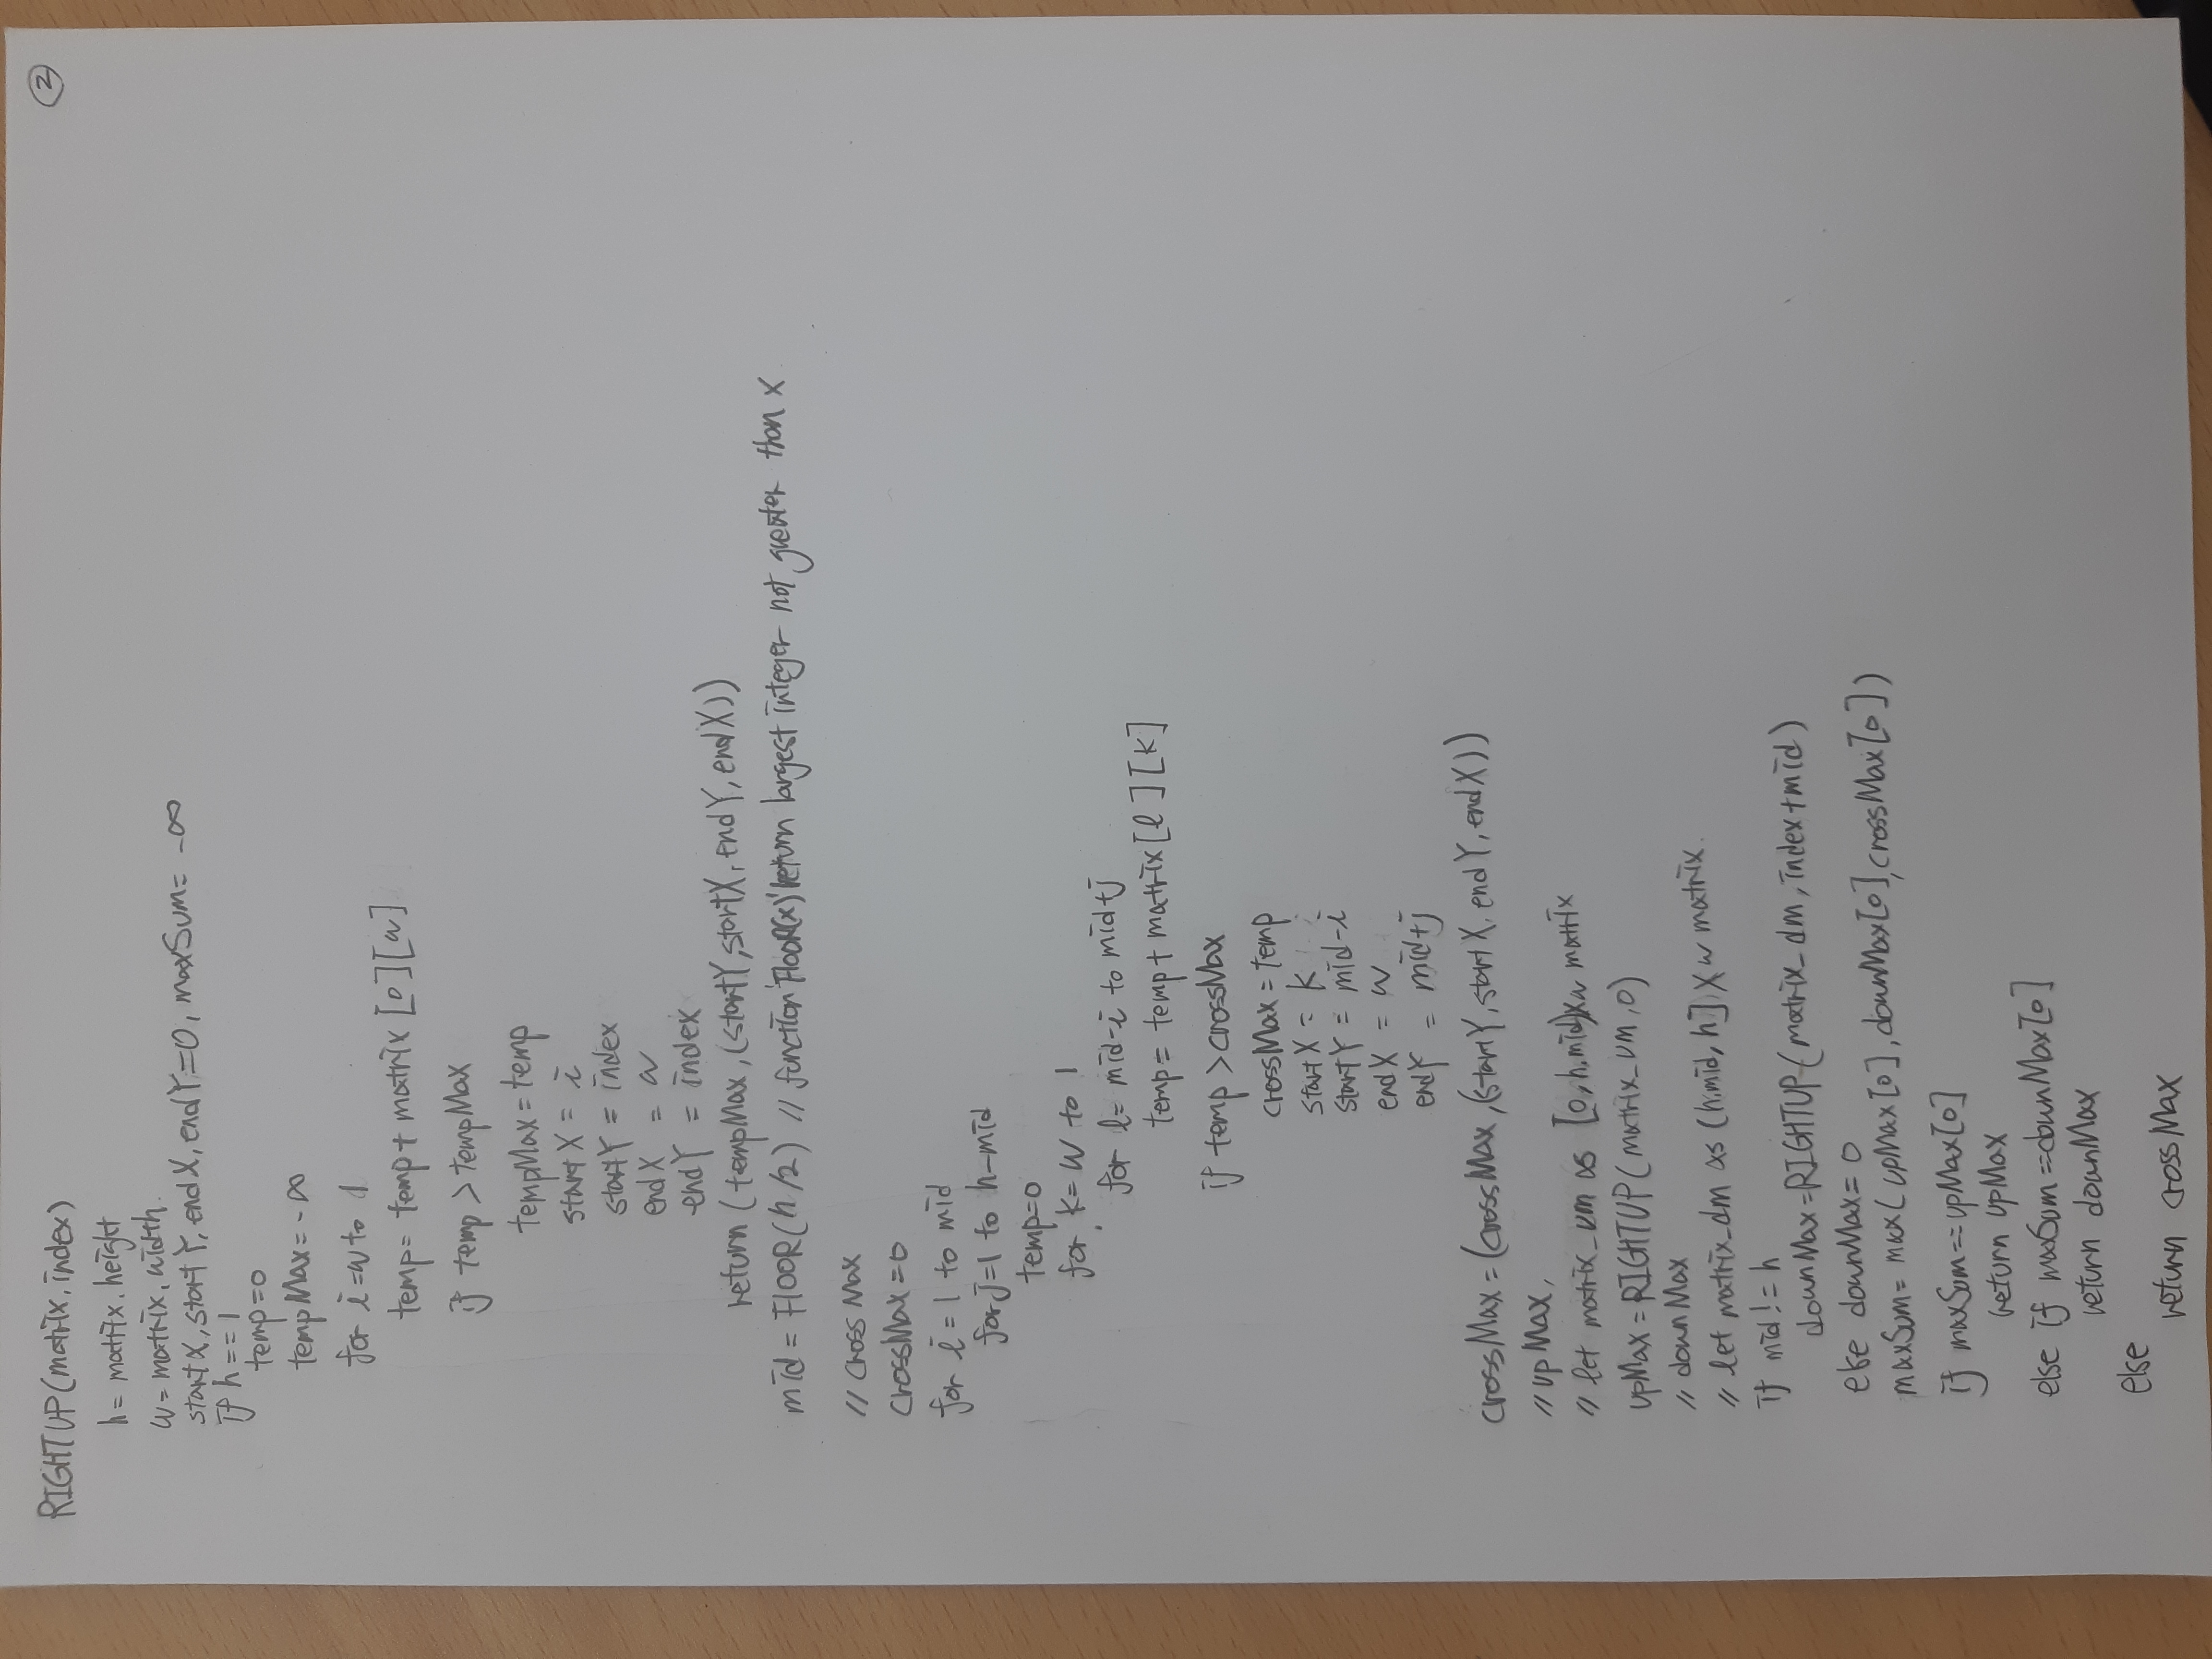 ②
RIGHTUP(matrix, index)
h = matrix. height
w = matrix. width.
startX, startY, endX, endY=0, maxSum= -∞
if h == 1
temp=0
tempMax= -∞
for i=w to 1
temp= temp+ matrix [0][w]
if temp > tempMax
tempMax = temp
startX = i
startY = index
endX = w
endY = index
return (tempMax, (startY, startX, endY, endX))
mid = FLOOR(h/2) // function 'FLOOR(x)' return largest integer not greater than x
// cross Max
crossMax = 0
for i = 1 to mid
for j=1 to h-mid
temp=0
for k= w to 1
for l= mid-i to mid+j
temp= temp+ matrix[l][k]
if temp > crossMax
crossMax = temp
startX = k
startY = mid-i
endX = w
endY = mid+j
crossMax = (crossMax, (startY, startX, endY, endX))
// upMax,
// let matrix_um as [0, h.mid)xw matrix
upMax = RIGHTUP( matrix_um, 0)
// downMax
// let matrix_dm as (h.mid, h] X w matrix.
if mid != h
downMax=RIGHTUP( matrix_dm, index+mid)
else downMax= 0
maxSum= max( upMax[0], downMax[0], crossMax[0])
if maxSum==upMax[0]
return upMax
else if maxSum ==downMax[0]
return downMax
else
return crossMax